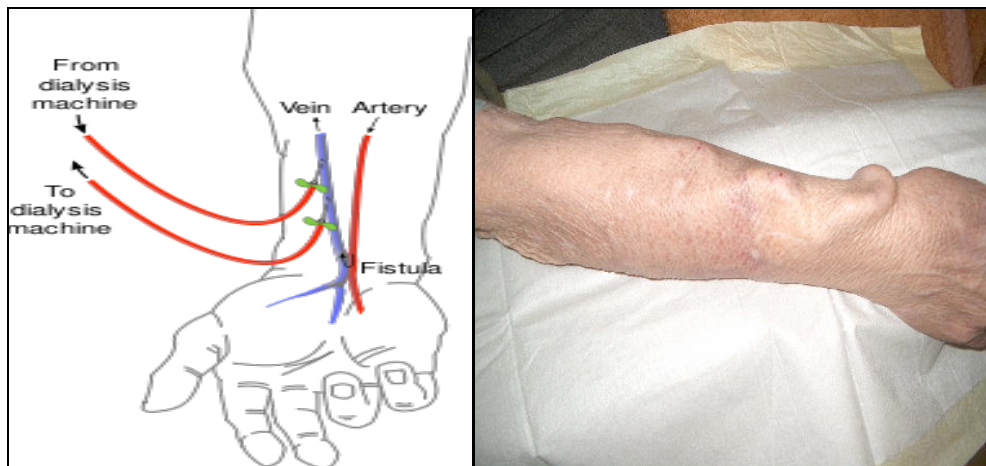 From
dialysis
machine
Vein Artery
To
dialysis
machine
Fistula